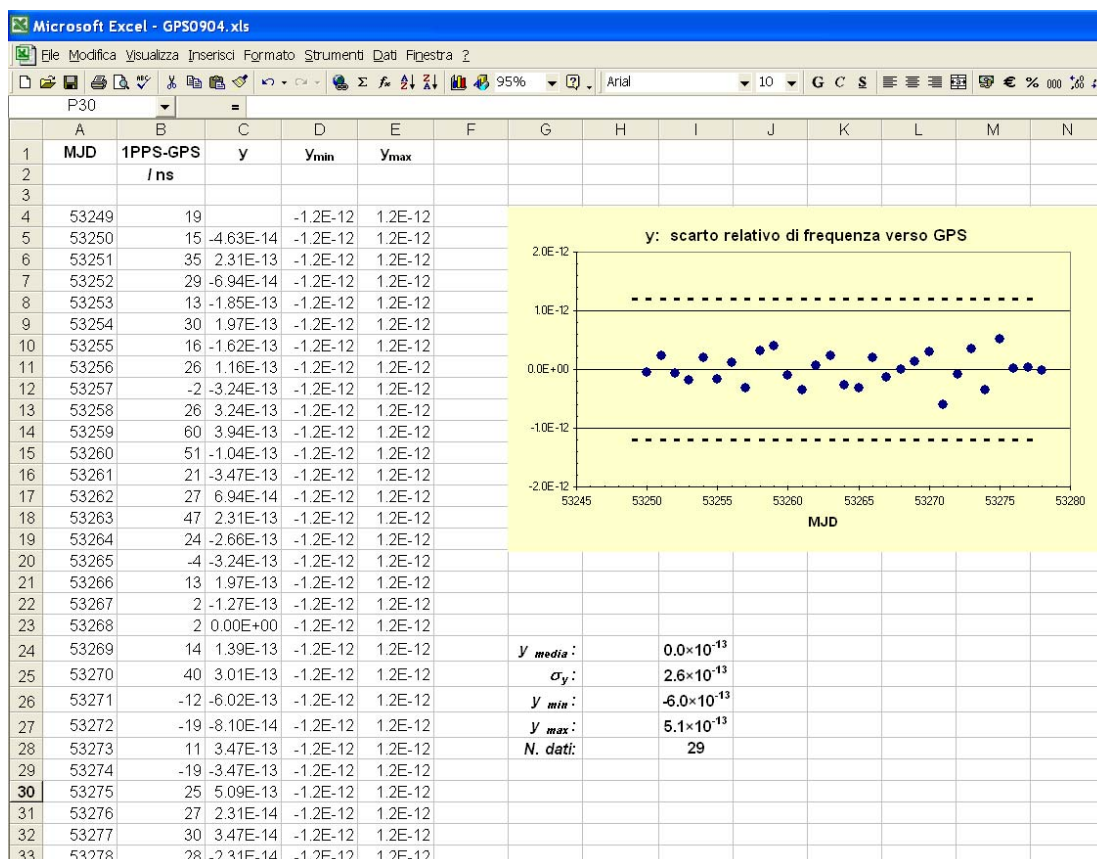 Microsoft Excel - GPS0904.xls
File Modifica Visualizza Inserisci Formato Strumenti Dati Finestra ?
95% Arial 10 G C S € % 000
P30 =
A B C D E F G H I J K L M N
1 MJD 1PPS-GPS y ymin ymax
2 / ns
3
4 53249 19 -1.2E-12 1.2E-12
5 53250 15 -4.63E-14 -1.2E-12 1.2E-12
6 53251 35 2.31E-13 -1.2E-12 1.2E-12
7 53252 29 -6.94E-14 -1.2E-12 1.2E-12
8 53253 13 -1.85E-13 -1.2E-12 1.2E-12
9 53254 30 1.97E-13 -1.2E-12 1.2E-12
10 53255 16 -1.62E-13 -1.2E-12 1.2E-12
11 53256 26 1.16E-13 -1.2E-12 1.2E-12
12 53257 -2 -3.24E-13 -1.2E-12 1.2E-12
13 53258 26 3.24E-13 -1.2E-12 1.2E-12
14 53259 60 3.94E-13 -1.2E-12 1.2E-12
15 53260 51 -1.04E-13 -1.2E-12 1.2E-12
16 53261 21 -3.47E-13 -1.2E-12 1.2E-12
17 53262 27 6.94E-14 -1.2E-12 1.2E-12
18 53263 47 2.31E-13 -1.2E-12 1.2E-12
19 53264 24 -2.66E-13 -1.2E-12 1.2E-12
20 53265 -4 -3.24E-13 -1.2E-12 1.2E-12
21 53266 13 1.97E-13 -1.2E-12 1.2E-12
22 53267 2 -1.27E-13 -1.2E-12 1.2E-12
23 53268 2 0.00E+00 -1.2E-12 1.2E-12
24 53269 14 1.39E-13 -1.2E-12 1.2E-12
25 53270 40 3.01E-13 -1.2E-12 1.2E-12
26 53271 -12 -6.02E-13 -1.2E-12 1.2E-12
27 53272 -19 -8.10E-14 -1.2E-12 1.2E-12
28 53273 11 3.47E-13 -1.2E-12 1.2E-12
29 53274 -19 -3.47E-13 -1.2E-12 1.2E-12
30 53275 25 5.09E-13 -1.2E-12 1.2E-12
31 53276 27 2.31E-14 -1.2E-12 1.2E-12
32 53277 30 3.47E-14 -1.2E-12 1.2E-12
33 53278 28 -2.31E-14 -1.2E-12 1.2E-12
y: scarto relativo di frequenza verso GPS
2.0E-12
1.0E-12
0.0E+00
-1.0E-12
-2.0E-12
53245 53250 53255 53260 53265 53270 53275 53280
MJD
y media: 0.0×10⁻¹³
σy: 2.6×10⁻¹³
y min: -6.0×10⁻¹³
y max: 5.1×10⁻¹³
N. dati: 29